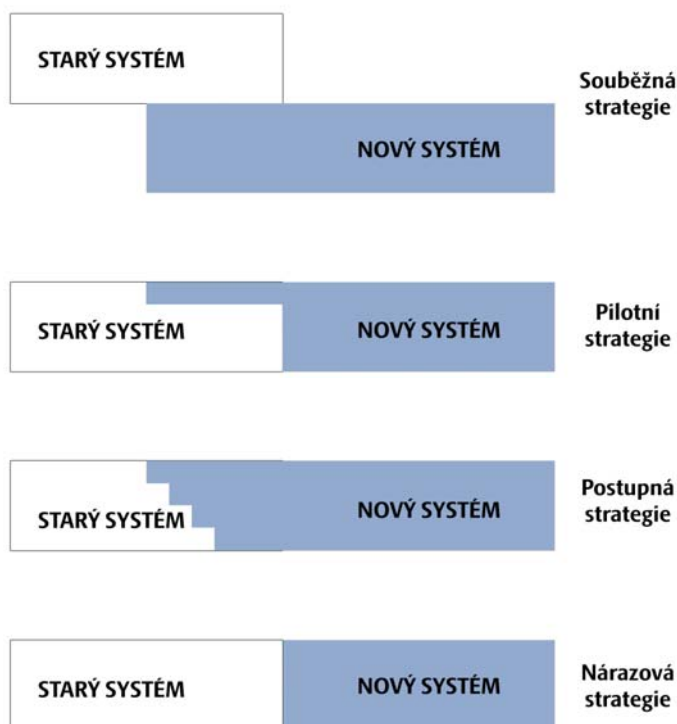 STARÝ SYSTÉM
Souběžná
strategie
NOVÝ SYSTÉM
STARÝ SYSTÉM
NOVÝ SYSTÉM
Pilotní
strategie
STARÝ SYSTÉM
NOVÝ SYSTÉM
Postupná
strategie
STARÝ SYSTÉM
NOVÝ SYSTÉM
Nárazová
strategie